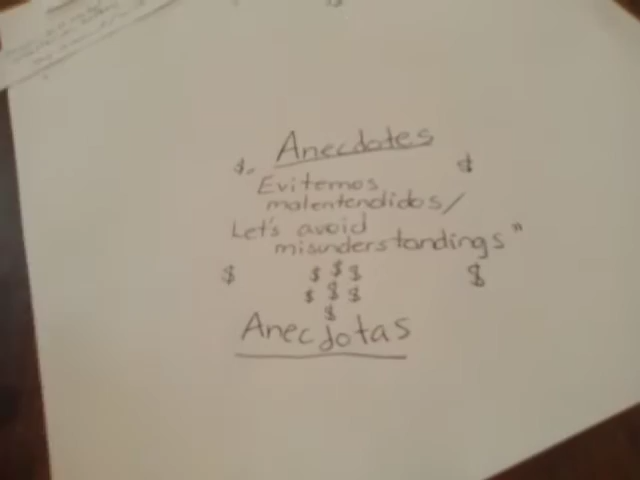 Anecdotes
$. $
Evitemos
malentendidos/
Let's avoid
misunderstandings"
$ $ $ $ $
$ $ $
$
Anecdotas